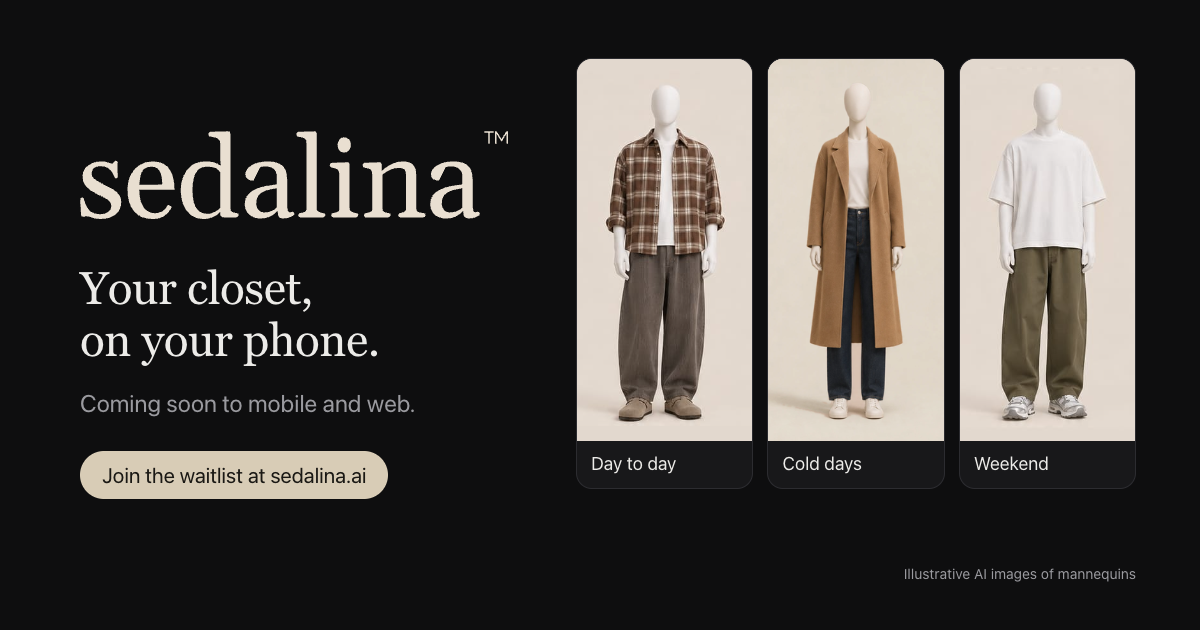 sedalina™
Your closet,
on your phone.
Coming soon to mobile and web.
Join the waitlist at sedalina.ai
Day to day
Cold days
Weekend
Illustrative AI images of mannequins